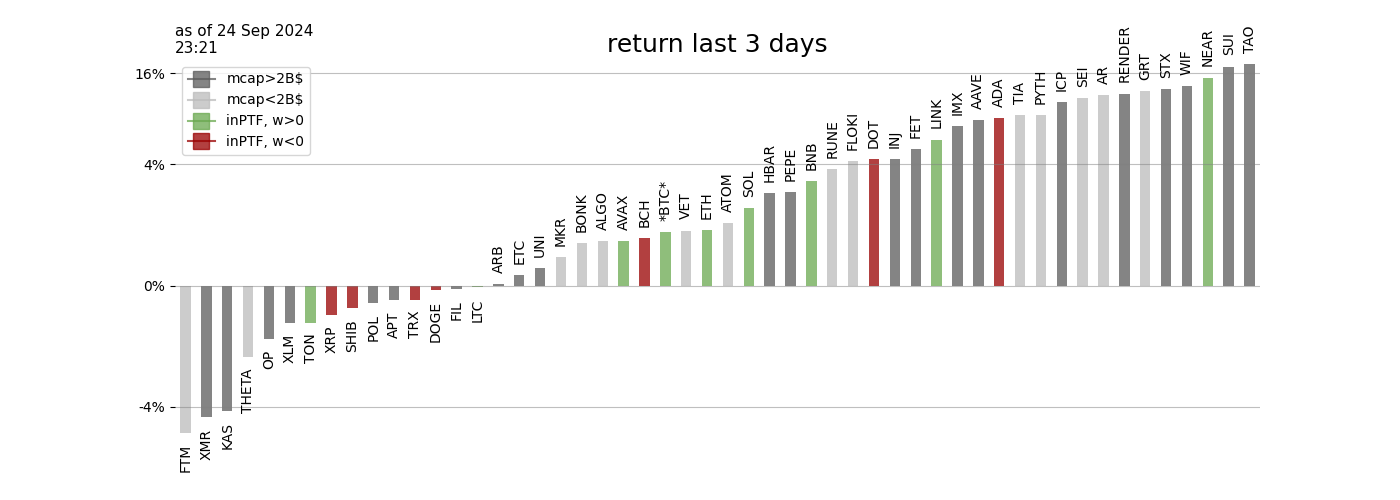 as of 24 Sep 2024
23:21
return last 3 days
mcap>2B$
mcap<2B$
inPTF, w>0
inPTF, w<0
16%
4%
0%
-4%
FTM
XMR
KAS
THETA
OP
XLM
TON
XRP
SHIB
POL
APT
TRX
DOGE
FIL
LTC
ARB
ETC
UNI
MKR
BONK
ALGO
AVAX
BCH
*BTC*
VET
ETH
ATOM
SOL
HBAR
PEPE
BNB
RUNE
FLOKI
DOT
INJ
FET
LINK
IMX
AAVE
ADA
TIA
PYTH
ICP
SEI
AR
RENDER
GRT
STX
WIF
NEAR
SUI
TAO